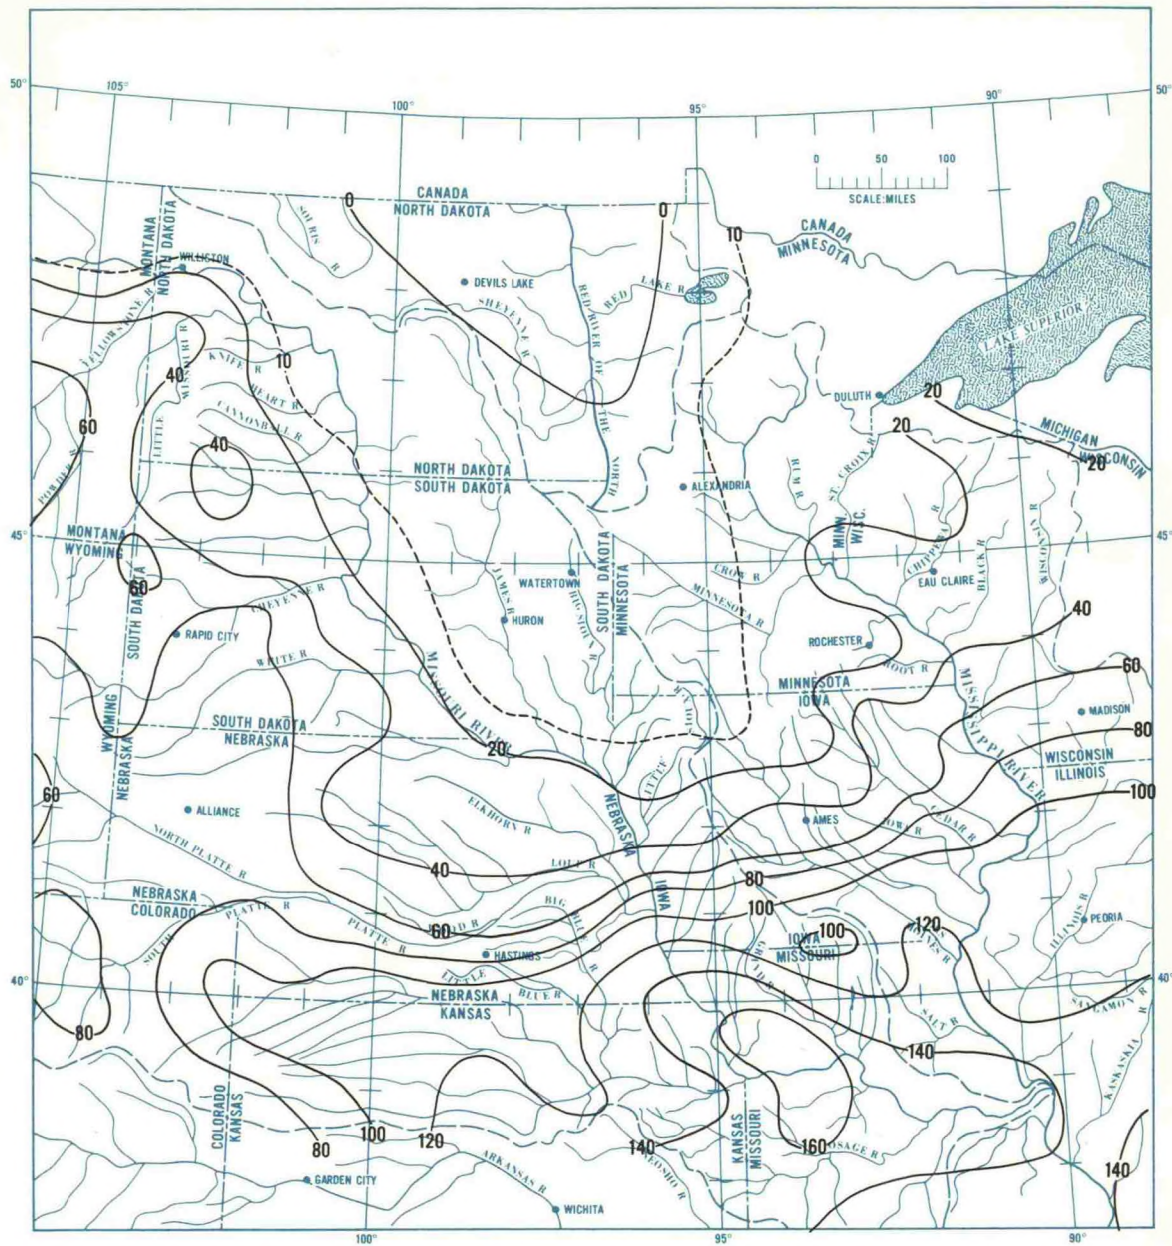 50°
105°
100°
95°
90°
50°
0 50 100
SCALE:MILES
CANADA
NORTH DAKOTA
0
0
10
CANADA
MINNESOTA
MONTANA
NORTH DAKOTA
SOURIS R
WILLISTON
DEVILS LAKE
SHEYENNE R
RED LAKE R
RED RIVER OF THE NORTH
LAKE SUPERIOR
YELLOWSTONE R
LITTLE MISSOURI R
KNIFE R
HEART R
CANNONBALL R
10
40
40
60
POWDER R
DULUTH
20
20
20
MICHIGAN
WISCONSIN
NORTH DAKOTA
SOUTH DAKOTA
ALEXANDRIA
RUM R
ST. CROIX R
MINN
WISC.
CHIPPEWA R
BLACK R
WISCONSIN R
45°
45°
MONTANA
WYOMING
60
SOUTH DAKOTA
WYOMING
NEBRASKA
CHEYENNE R
RAPID CITY
WHITE R
WATERTOWN
JAMES R
HURON
BIG SIOUX R
SOUTH DAKOTA
MINNESOTA
CROW R
MINNESOTA R
EAU CLAIRE
ROCHESTER
ROOT R
40
60
MISSOURI RIVER
MINNESOTA
IOWA
MISSISSIPPI RIVER
MADISON
80
SOUTH DAKOTA
NEBRASKA
20
LITTLE
WISCONSIN
ILLINOIS
60
100
ALLIANCE
ELKHORN R
NEBRASKA
IOWA
AMES
IOWA R
CEDAR R
NORTH PLATTE R
LOUP R
40
80
NEBRASKA
COLORADO
SOUTH PLATTE R
PLATTE R
60
BIG BLUE R
100
100
120
PEORIA
ILLINOIS R
HASTINGS
IOWA
MISSOURI
GRAND R
40°
40°
LITTLE BLUE R
NEBRASKA
KANSAS
SALT R
SANGAMON R
KASKASKIA R
80
140
COLORADO
KANSAS
80
100
120
140
KANSAS
MISSOURI
160
OSAGE R
140
NEOSHO R
ARKANSAS R
GARDEN CITY
WICHITA
100°
95°
90°